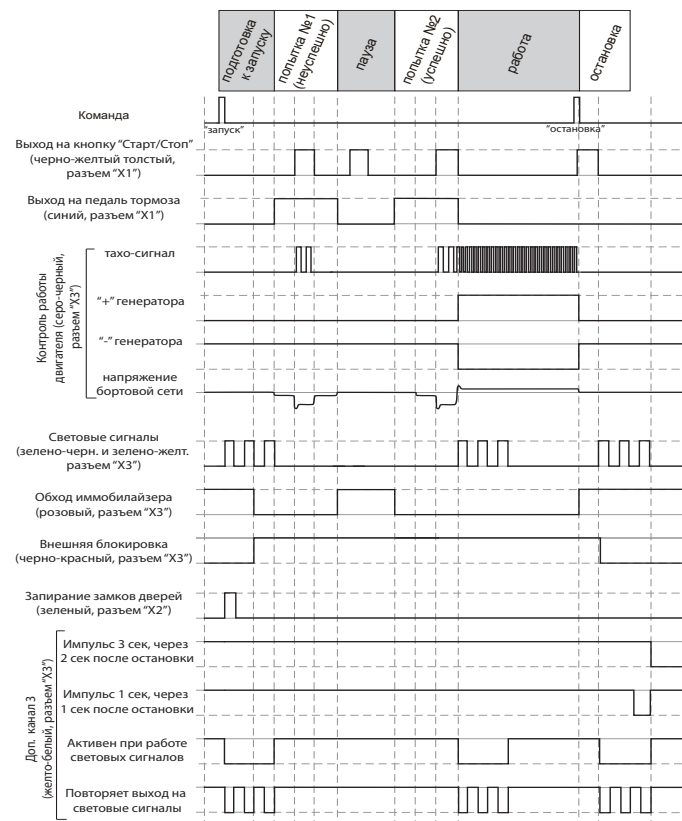 подготовка
к запуску
попытка №1
(неуспешно)
пауза
попытка №2
(успешно)
работа
остановка
Команда
"запуск"
"остановка"
Выход на кнопку "Старт/Стоп"
(черно-желтый толстый,
разъем "X1")
Выход на педаль тормоза
(синий, разъем "X1")
Контроль работы
двигателя (серо-черный,
разъем "X3")
тахо-сигнал
"+" генератора
"-" генератора
напряжение
бортовой сети
Световые сигналы
(зелено-черн. и зелено-желт.
разъем "X3")
Обход иммобилайзера
(розовый, разъем "X3")
Внешняя блокировка
(черно-красный, разъем "X3")
Запирание замков дверей
(зеленый, разъем "X2")
Доп. канал 3
(желто-белый, разъем "X3")
Импульс 3 сек, через
2 сек после остановки
Импульс 1 сек, через
1 сек после остановки
Активен при работе
световых сигналов
Повторяет выход на
световые сигналы